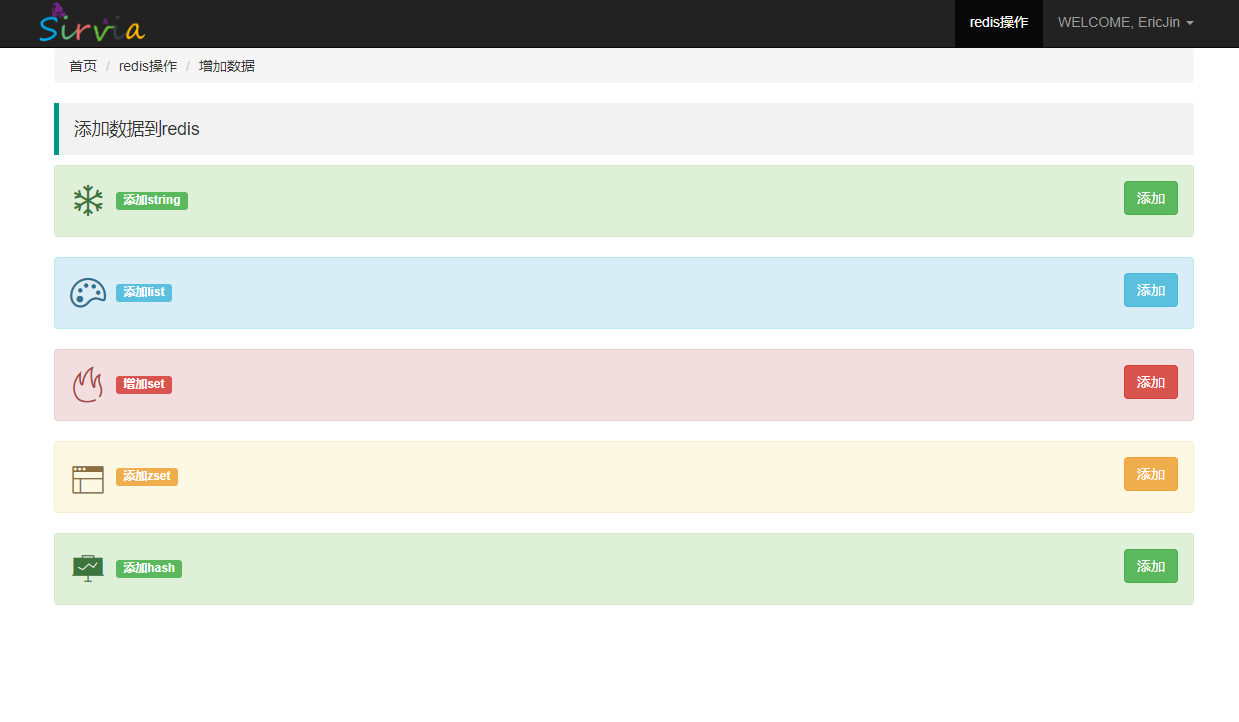 Sirvia
redis操作 WELCOME, EricJin
首页 / redis操作 / 增加数据
添加数据到redis
添加string 添加
添加list 添加
增加set 添加
添加zset 添加
添加hash 添加